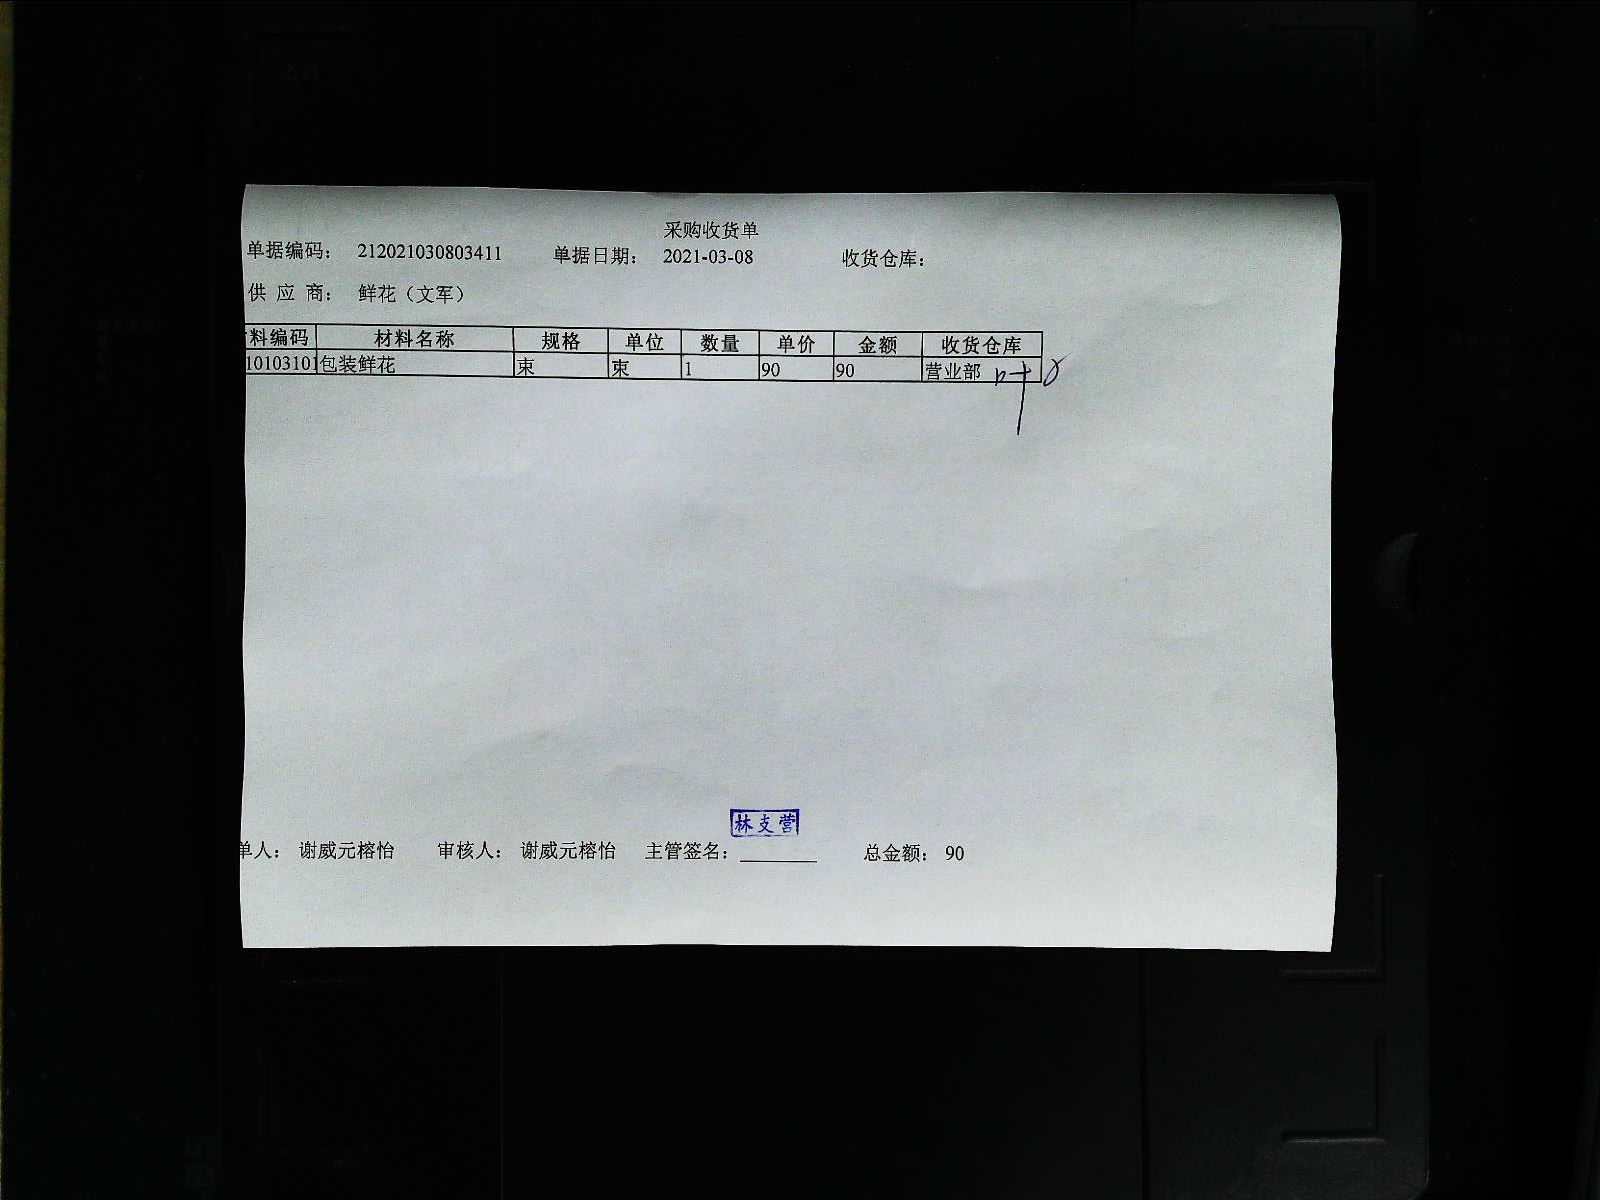 采购收货单
单据编码： 212021030803411 单据日期： 2021-03-08 收货仓库：
供 应 商： 鲜花（文军）
料编码 材料名称 规格 单位 数量 单价 金额 收货仓库
10103101 包装鲜花 束 束 1 90 90 营业部
林支营
单人： 谢威元榕怡 审核人： 谢威元榕怡 主管签名： 总金额： 90